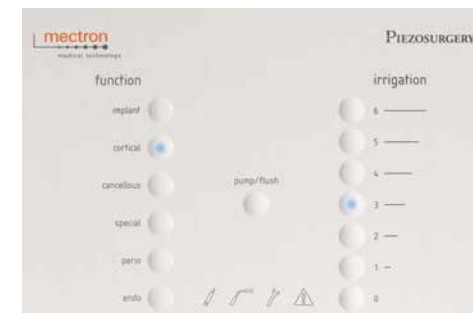 mectron
medical technology
PIEZOSURGERY
function
irrigation
implant
cortical
cancellous
special
perio
endo
pump/flush
6
5
4
3
2
1
0